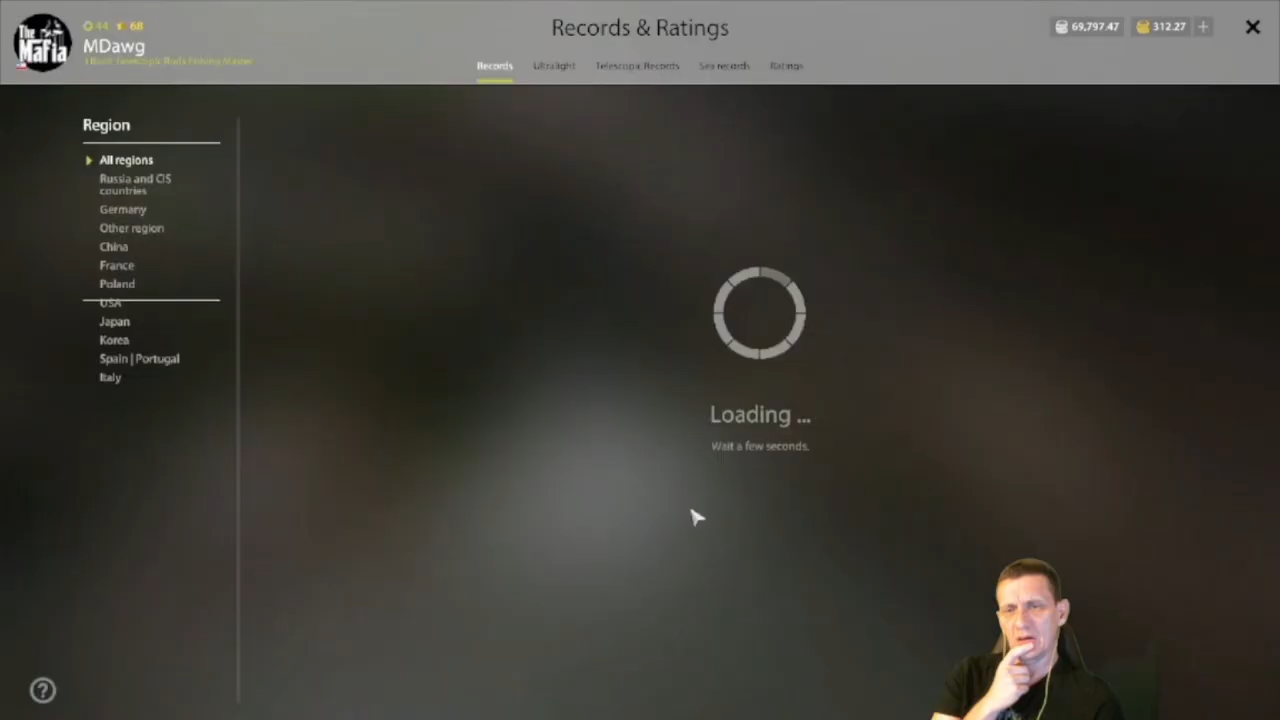 The
Mafia
44 68
MDawg
Records & Ratings
69,797.47
312.27 +
Records
Ultralight
Telescopic Records
Sea records
Ratings
Region
All regions
Russia and CIS
countries
Germany
Other region
China
France
Poland
USA
Japan
Korea
Spain | Portugal
Italy
Loading ...
Wait a few seconds.
?